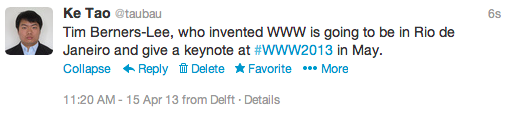 Ke Tao @taubau 6s
Tim Berners-Lee, who invented WWW is going to be in Rio de
Janeiro and give a keynote at #WWW2013 in May.
Collapse Reply Delete Favorite More
11:20 AM - 15 Apr 13 from Delft · Details